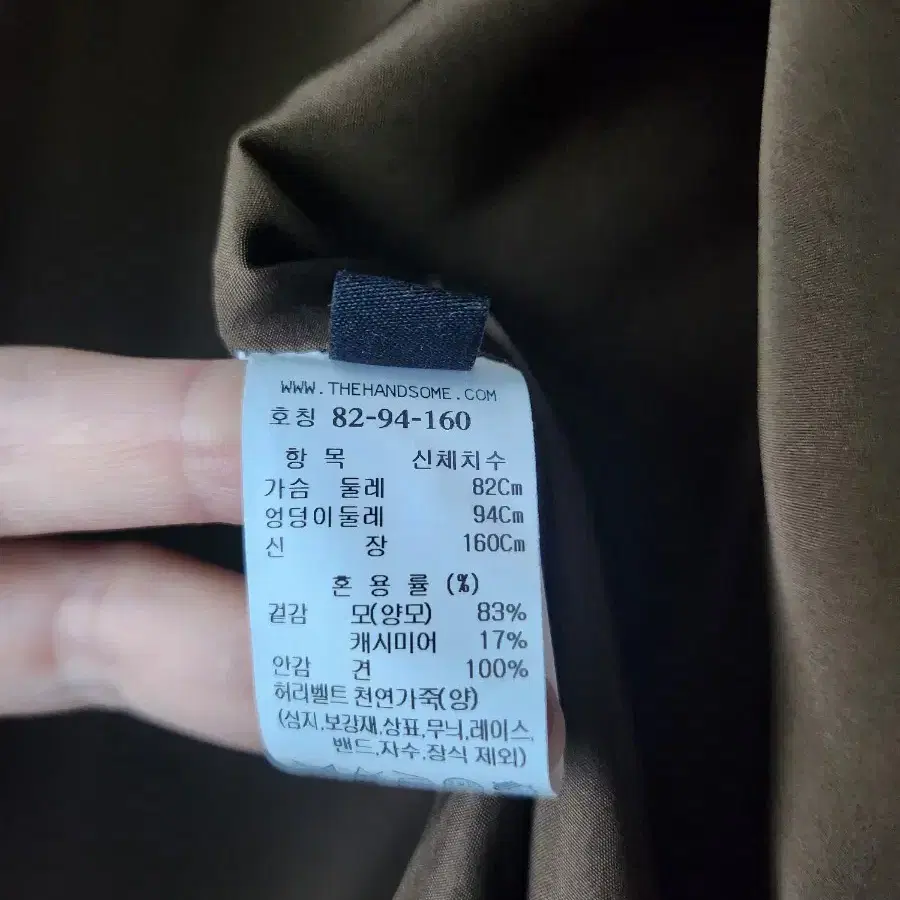 WWW.THEHANDSOME.COM
호칭 82-94-160
항 목 신체치수
가슴 둘레 82Cm
엉덩이둘레 94Cm
신 장 160Cm
혼 용 률 (%)
겉감 모(양모) 83%
캐시미어 17%
안감 견 100%
허리벨트 천연가죽(양)
(심지,보강재,상표,무늬,레이스,
밴드,자수,장식 제외)